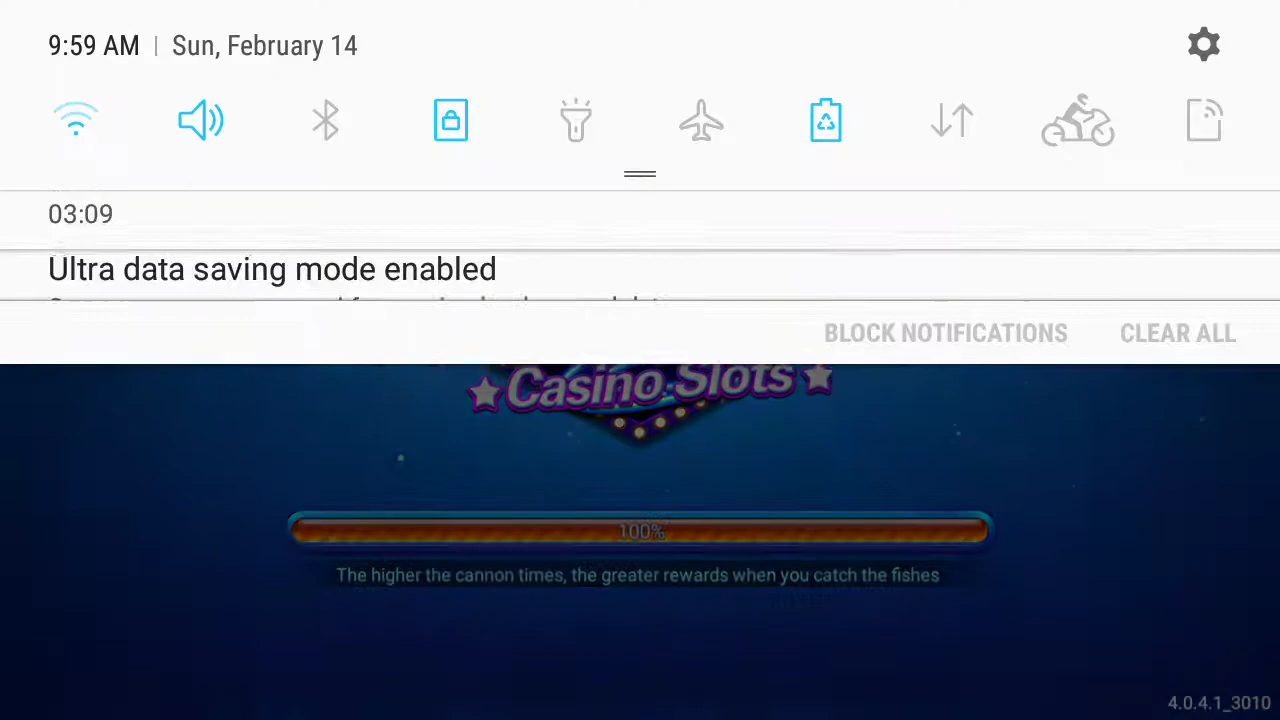 9:59 AM | Sun, February 14
03:09
Ultra data saving mode enabled
BLOCK NOTIFICATIONS CLEAR ALL
Casino Slots
100%
The higher the cannon times, the greater rewards when you catch the fishes
4.0.4.1_3010